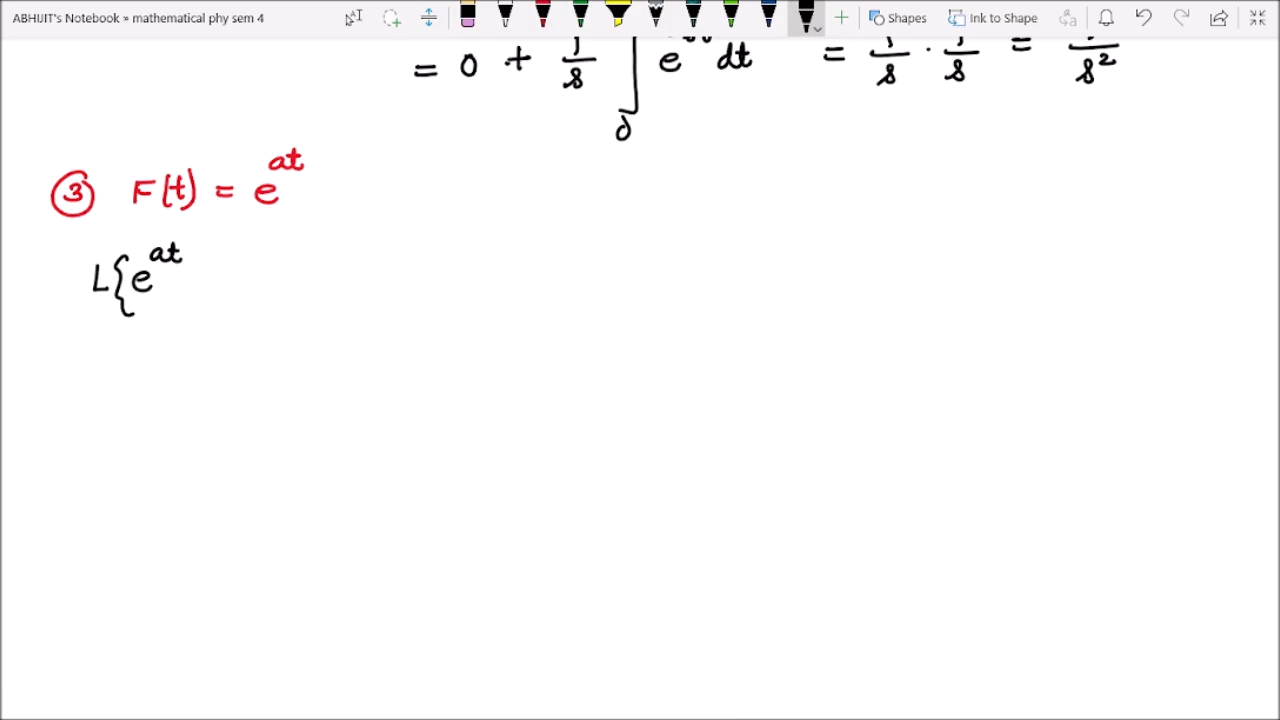 ABHIJIT's Notebook » mathematical phy sem 4
Shapes
Ink to Shape
= 0 + 1/s ∫ e dt = 1/s · 1/s = 1/s²
0
③ F(t) = e^at
L{e^at